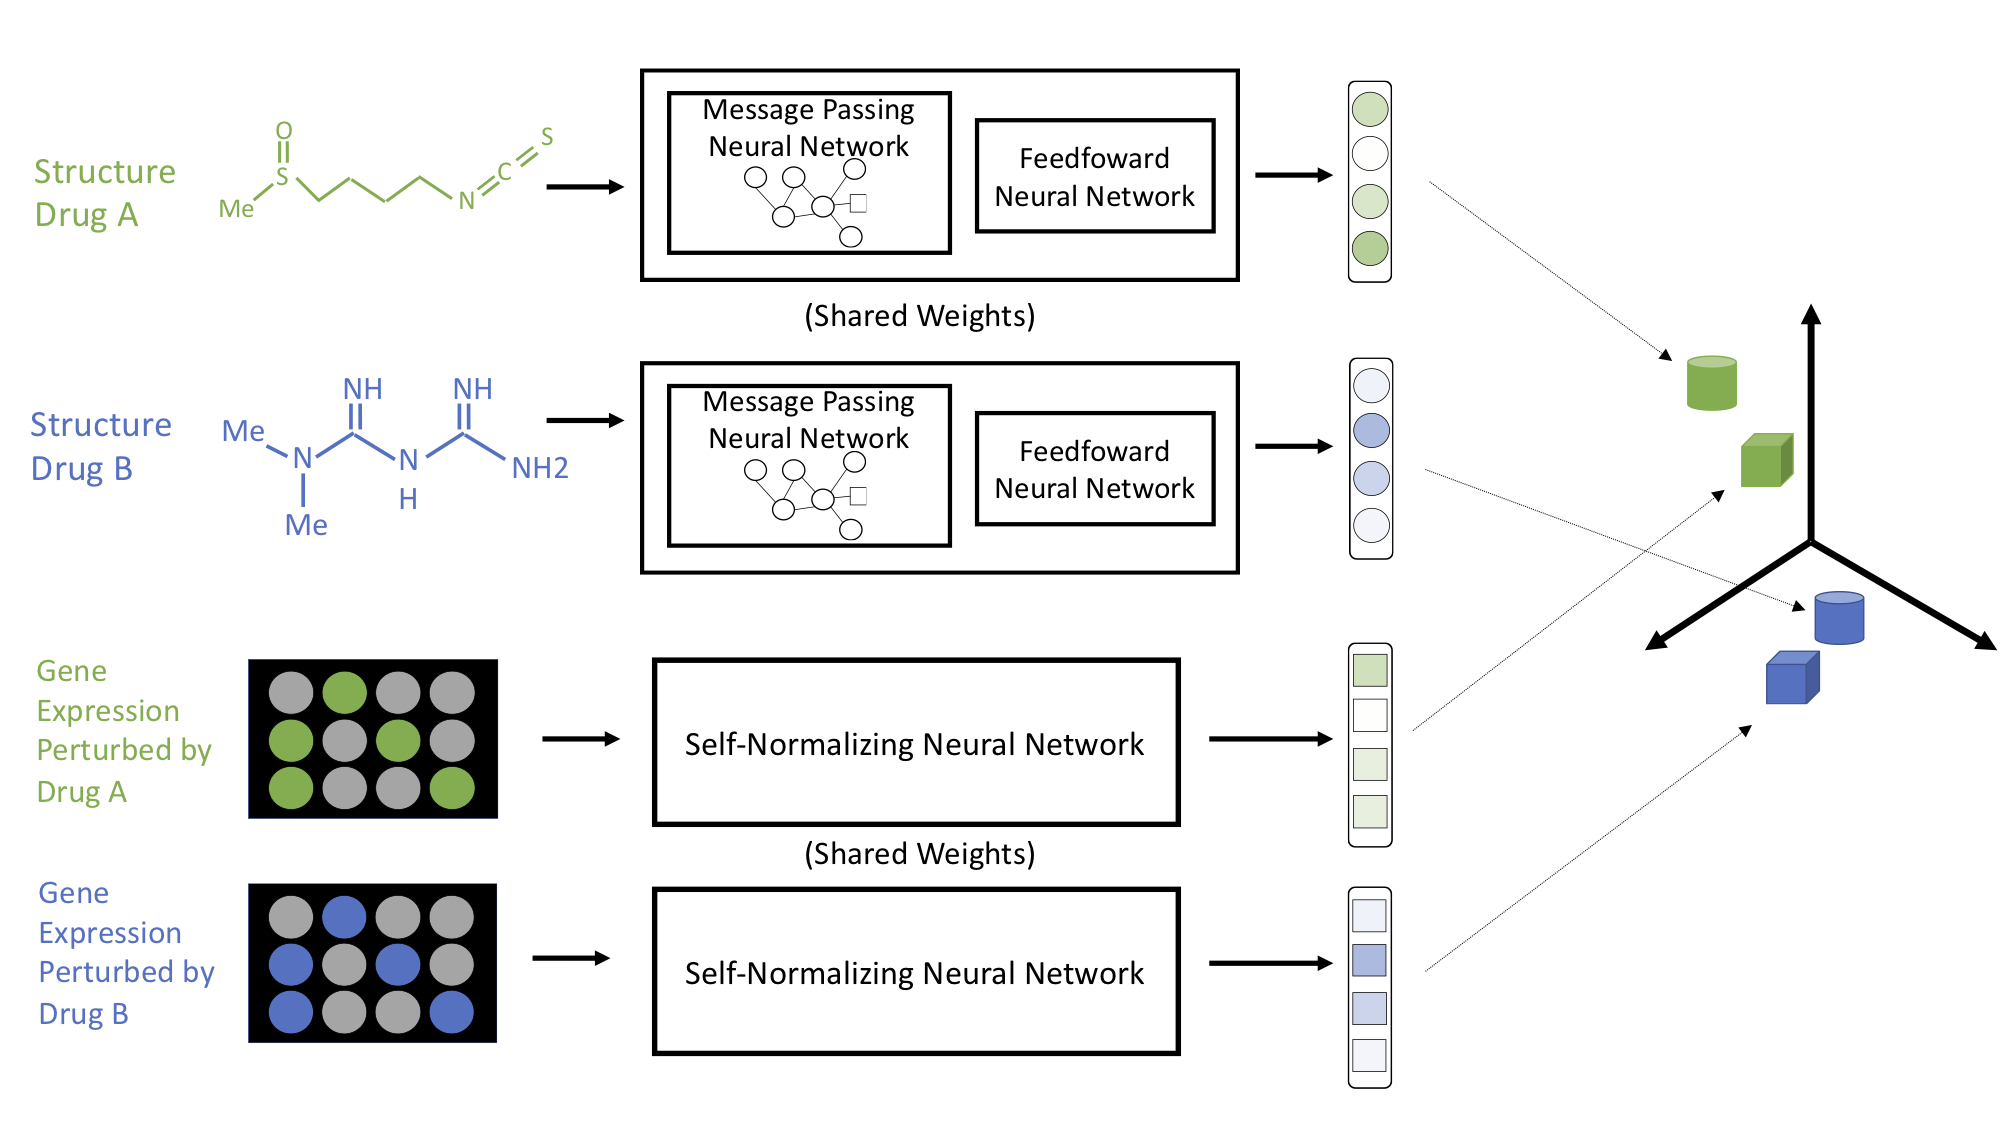 Structure
Drug A
O
S
Me
N
C
S
Message Passing
Neural Network
Feedfoward
Neural Network
(Shared Weights)
Structure
Drug B
NH
NH
Me
N
N
H
NH2
Me
Message Passing
Neural Network
Feedfoward
Neural Network
Gene
Expression
Perturbed by
Drug A
Self-Normalizing Neural Network
(Shared Weights)
Gene
Expression
Perturbed by
Drug B
Self-Normalizing Neural Network